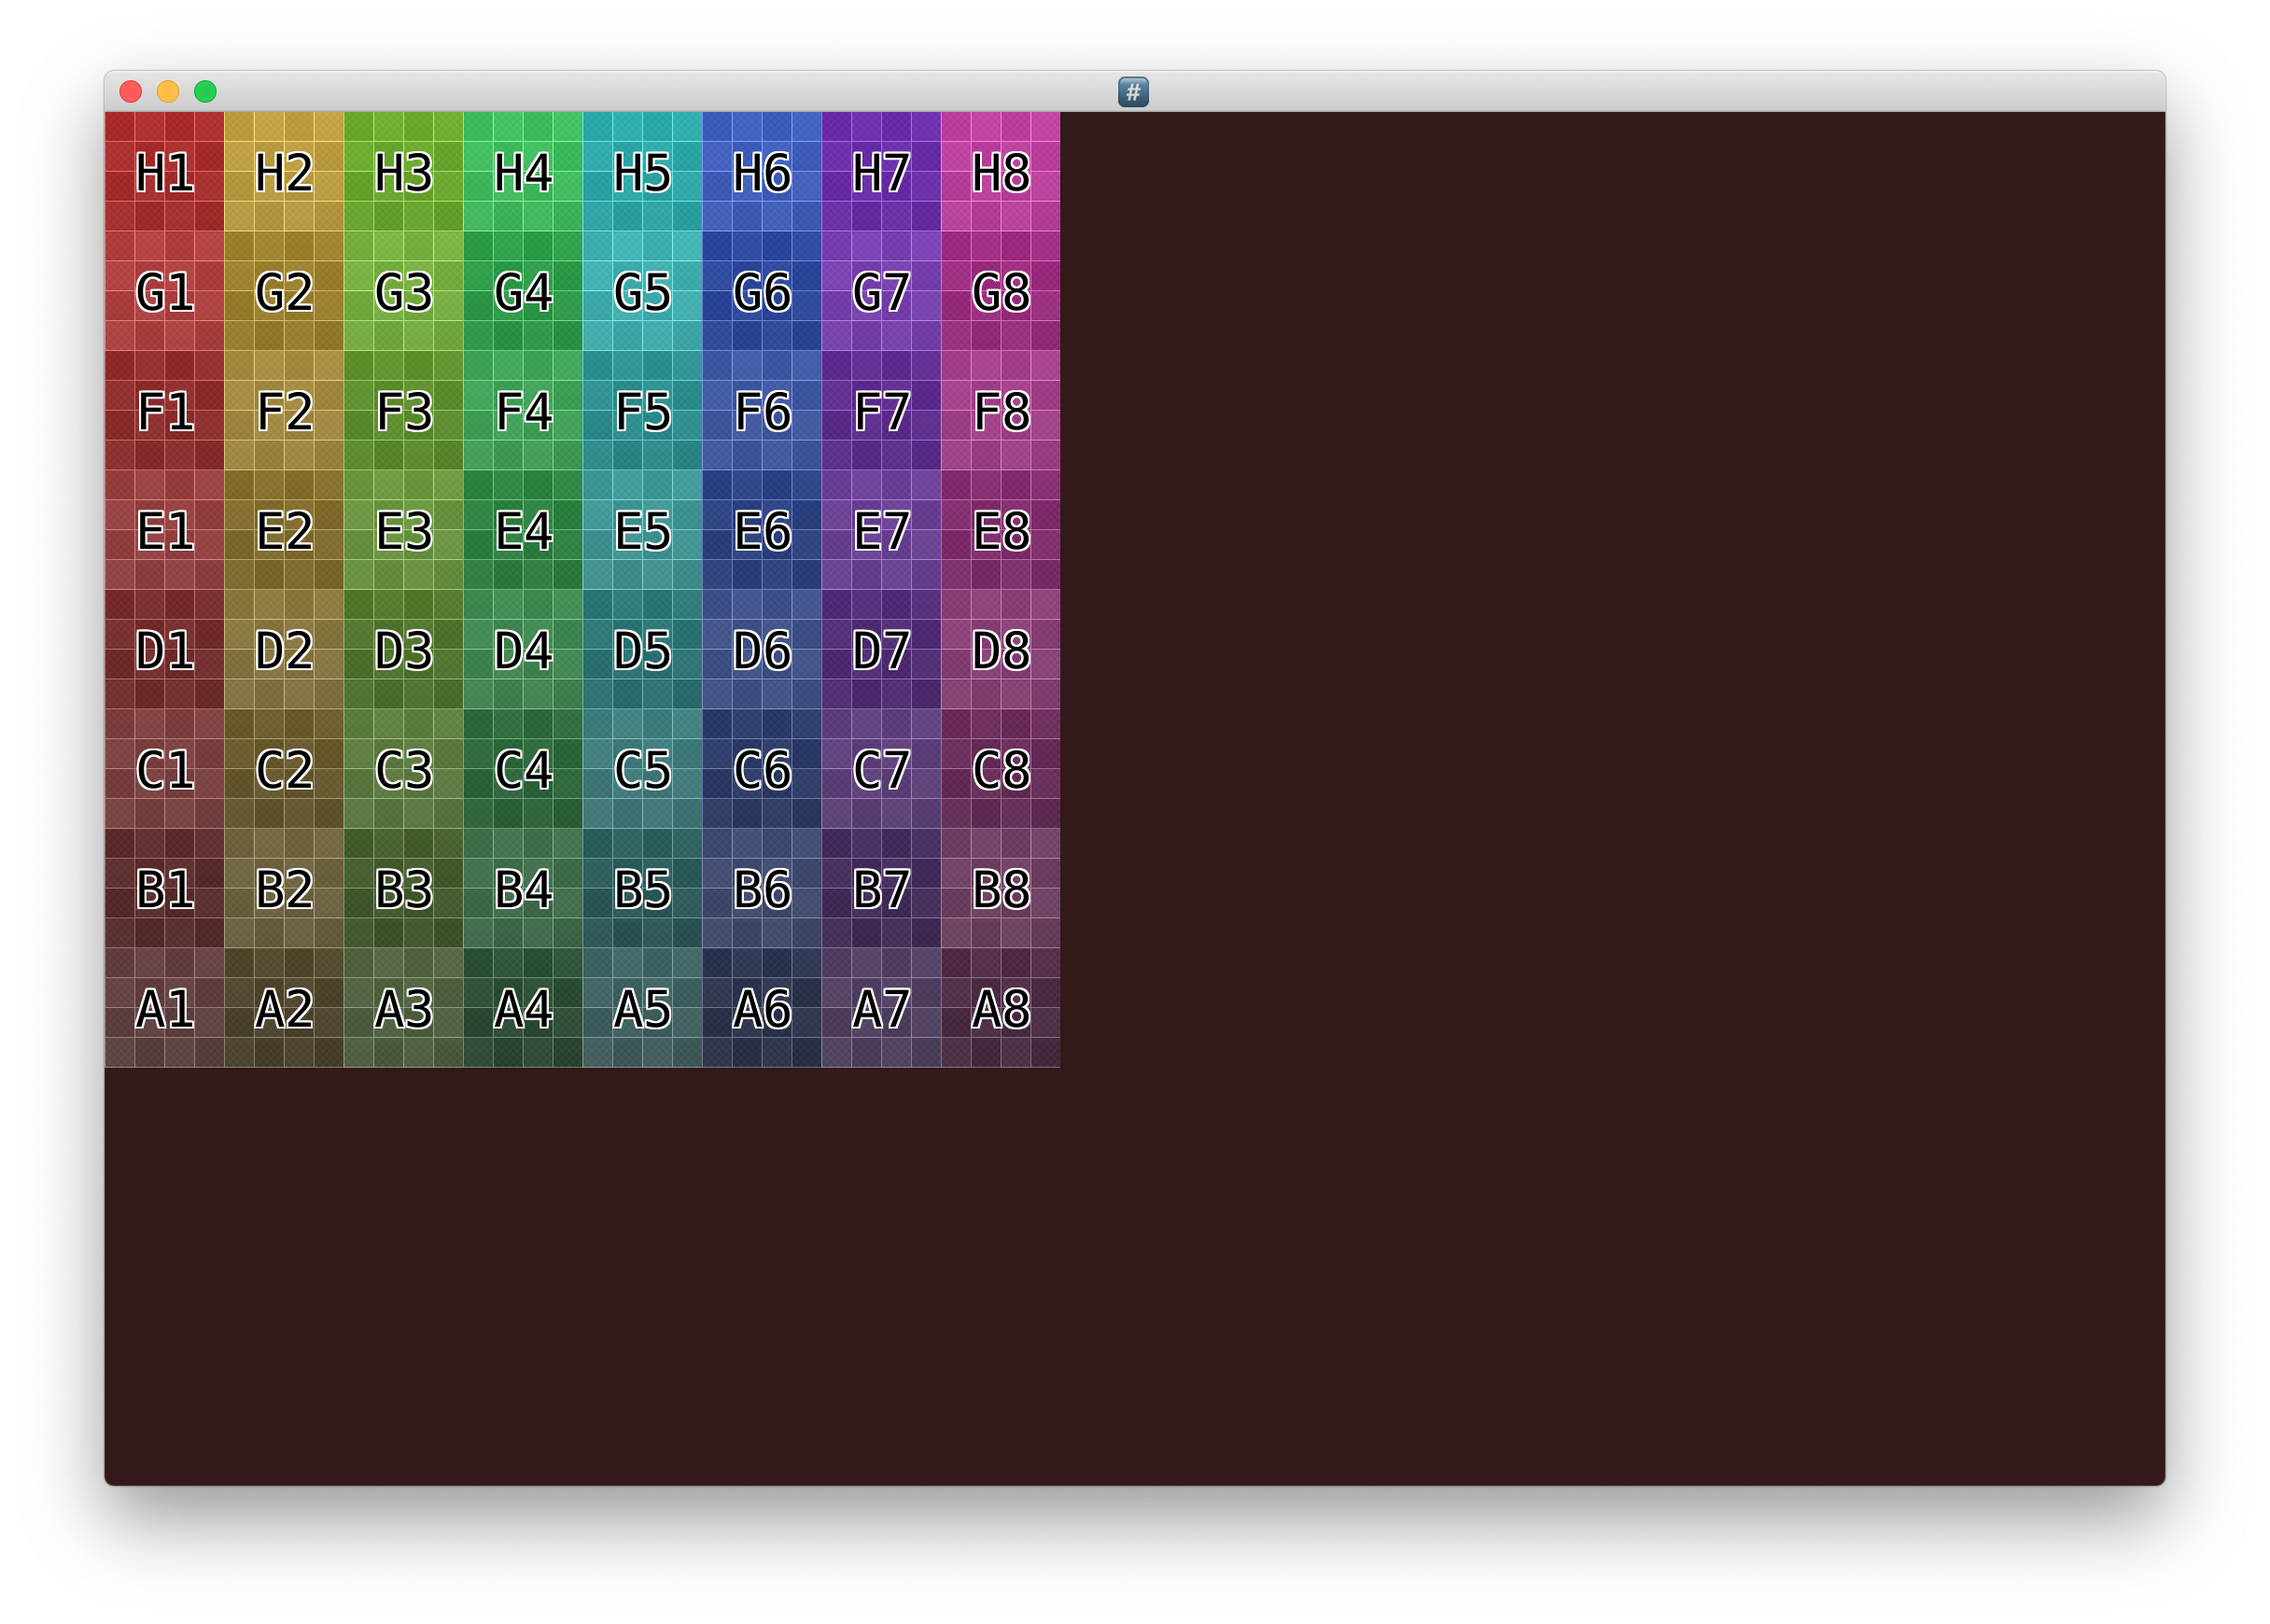 #
H1 H2 H3 H4 H5 H6 H7 H8
G1 G2 G3 G4 G5 G6 G7 G8
F1 F2 F3 F4 F5 F6 F7 F8
E1 E2 E3 E4 E5 E6 E7 E8
D1 D2 D3 D4 D5 D6 D7 D8
C1 C2 C3 C4 C5 C6 C7 C8
B1 B2 B3 B4 B5 B6 B7 B8
A1 A2 A3 A4 A5 A6 A7 A8